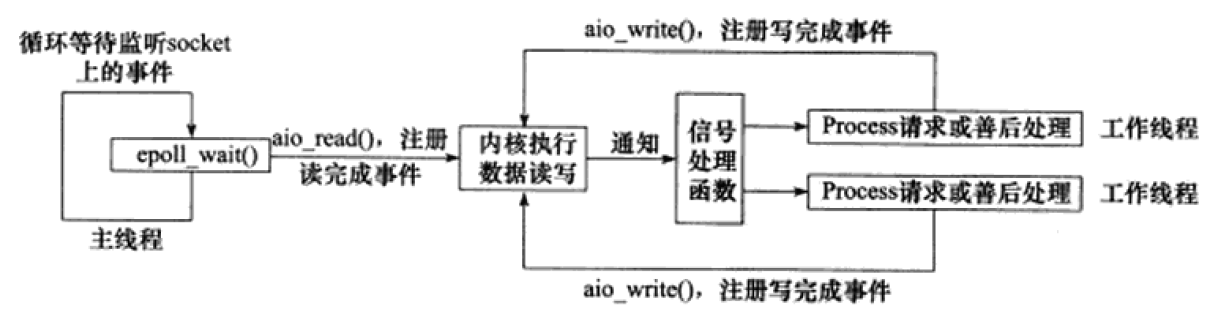 aio_write()，注册写完成事件
循环等待监听socket
上的事件
epoll_wait()
aio_read()，注册
读完成事件
内核执行
数据读写
通知
信号
处理
函数
Process请求或善后处理
工作线程
Process请求或善后处理
工作线程
主线程
aio_write()，注册写完成事件